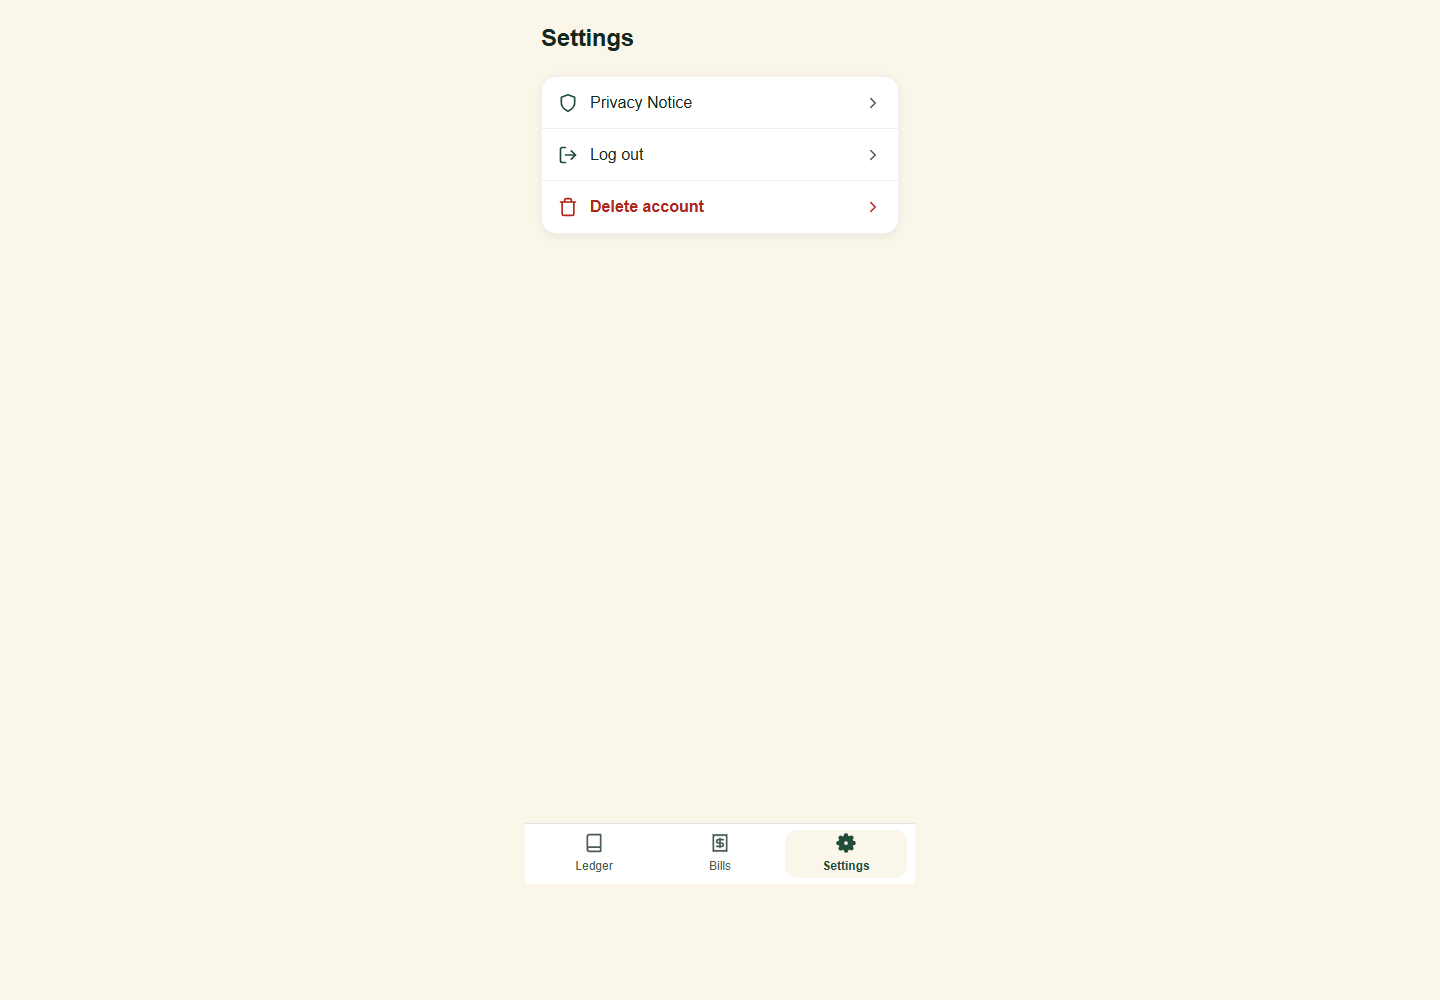 Settings
Privacy Notice
Log out
Delete account
Ledger
Bills
Settings